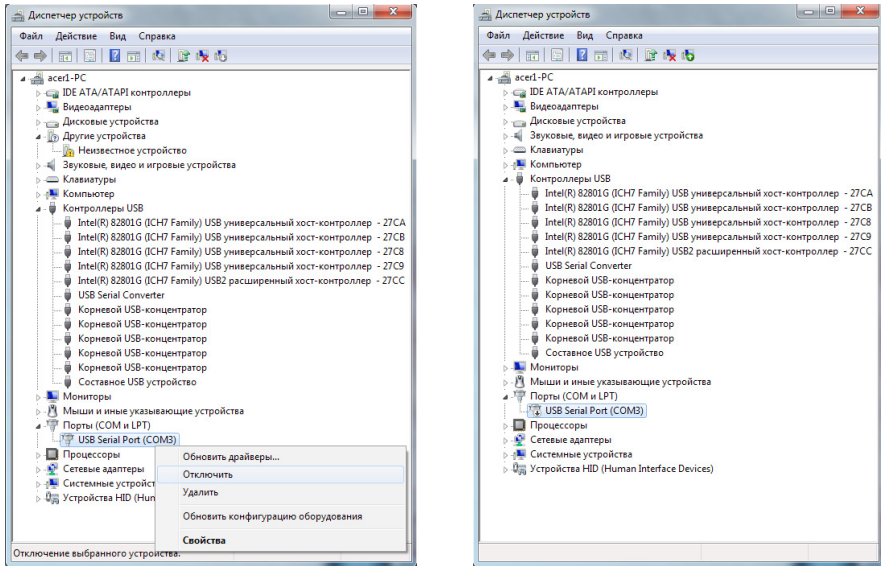 Диспетчер устройств
Файл Действие Вид Справка
acer1-PC
IDE ATA/ATAPI контроллеры
Видеоадаптеры
Дисковые устройства
Другие устройства
Неизвестное устройство
Звуковые, видео и игровые устройства
Клавиатуры
Компьютер
Контроллеры USB
Intel(R) 82801G (ICH7 Family) USB универсальный хост-контроллер - 27CA
Intel(R) 82801G (ICH7 Family) USB универсальный хост-контроллер - 27CB
Intel(R) 82801G (ICH7 Family) USB универсальный хост-контроллер - 27C8
Intel(R) 82801G (ICH7 Family) USB универсальный хост-контроллер - 27C9
Intel(R) 82801G (ICH7 Family) USB2 расширенный хост-контроллер - 27CC
USB Serial Converter
Корневой USB-концентратор
Корневой USB-концентратор
Корневой USB-концентратор
Корневой USB-концентратор
Корневой USB-концентратор
Составное USB устройство
Мониторы
Мыши и иные указывающие устройства
Порты (COM и LPT)
USB Serial Port (COM3)
Процессоры
Сетевые адаптеры
Системные устройст
Устройства HID (Hun
Обновить драйверы...
Отключить
Удалить
Обновить конфигурацию оборудования
Свойства
Отключение выбранного устройства.
Диспетчер устройств
Файл Действие Вид Справка
acer1-PC
IDE ATA/ATAPI контроллеры
Видеоадаптеры
Дисковые устройства
Звуковые, видео и игровые устройства
Клавиатуры
Компьютер
Контроллеры USB
Intel(R) 82801G (ICH7 Family) USB универсальный хост-контроллер - 27CA
Intel(R) 82801G (ICH7 Family) USB универсальный хост-контроллер - 27CB
Intel(R) 82801G (ICH7 Family) USB универсальный хост-контроллер - 27C8
Intel(R) 82801G (ICH7 Family) USB универсальный хост-контроллер - 27C9
Intel(R) 82801G (ICH7 Family) USB2 расширенный хост-контроллер - 27CC
USB Serial Converter
Корневой USB-концентратор
Корневой USB-концентратор
Корневой USB-концентратор
Корневой USB-концентратор
Корневой USB-концентратор
Составное USB устройство
Мониторы
Мыши и иные указывающие устройства
Порты (COM и LPT)
USB Serial Port (COM3)
Процессоры
Сетевые адаптеры
Системные устройства
Устройства HID (Human Interface Devices)